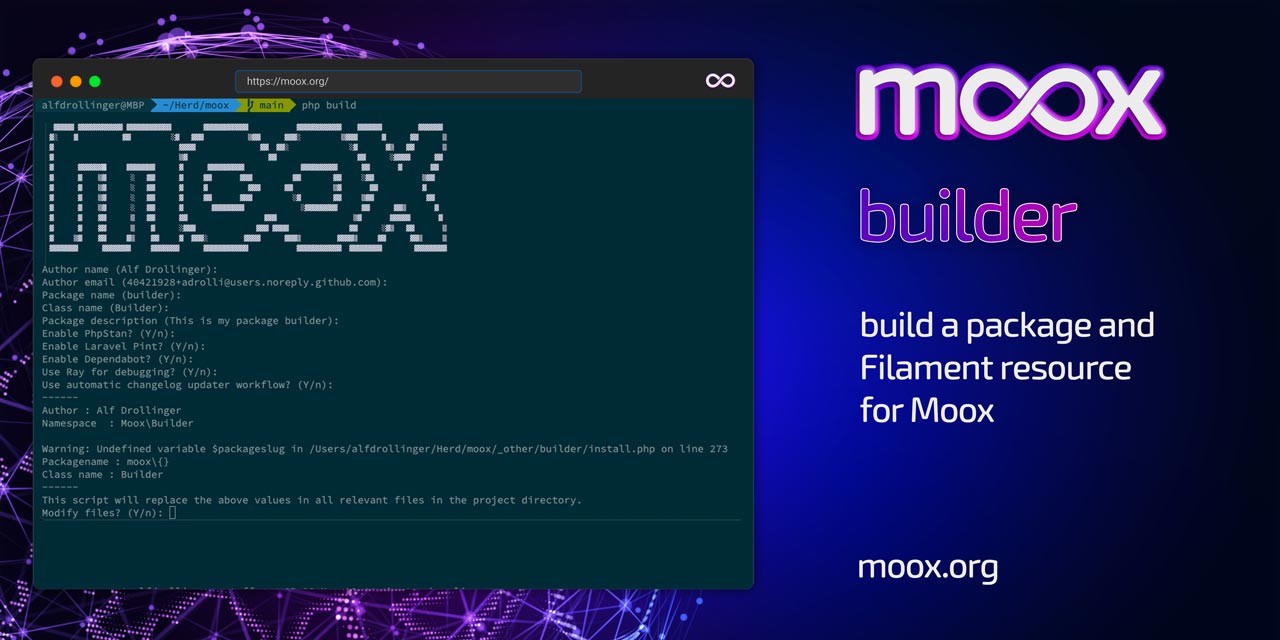 https://moox.org/
alfdrollinger@MBP ~/Herd/moox main php build
moox
Author name (Alf Drollinger):
Author email (40421928+adrolli@users.noreply.github.com):
Package name (builder):
Class name (Builder):
Package description (This is my package builder):
Enable PhpStan? (Y/n):
Enable Laravel Pint? (Y/n):
Enable Dependabot? (Y/n):
Use Ray for debugging? (Y/n):
Use automatic changelog updater workflow? (Y/n):
------
Author : Alf Drollinger
Namespace  : Moox\Builder
Warning: Undefined variable $packageslug in /Users/alfdrollinger/Herd/moox/_other/builder/install.php on line 273
Packagename : moox\{}
Class name : Builder
------
This script will replace the above values in all relevant files in the project directory.
Modify files? (Y/n):
moox
builder
build a package and
Filament resource
for Moox
moox.org